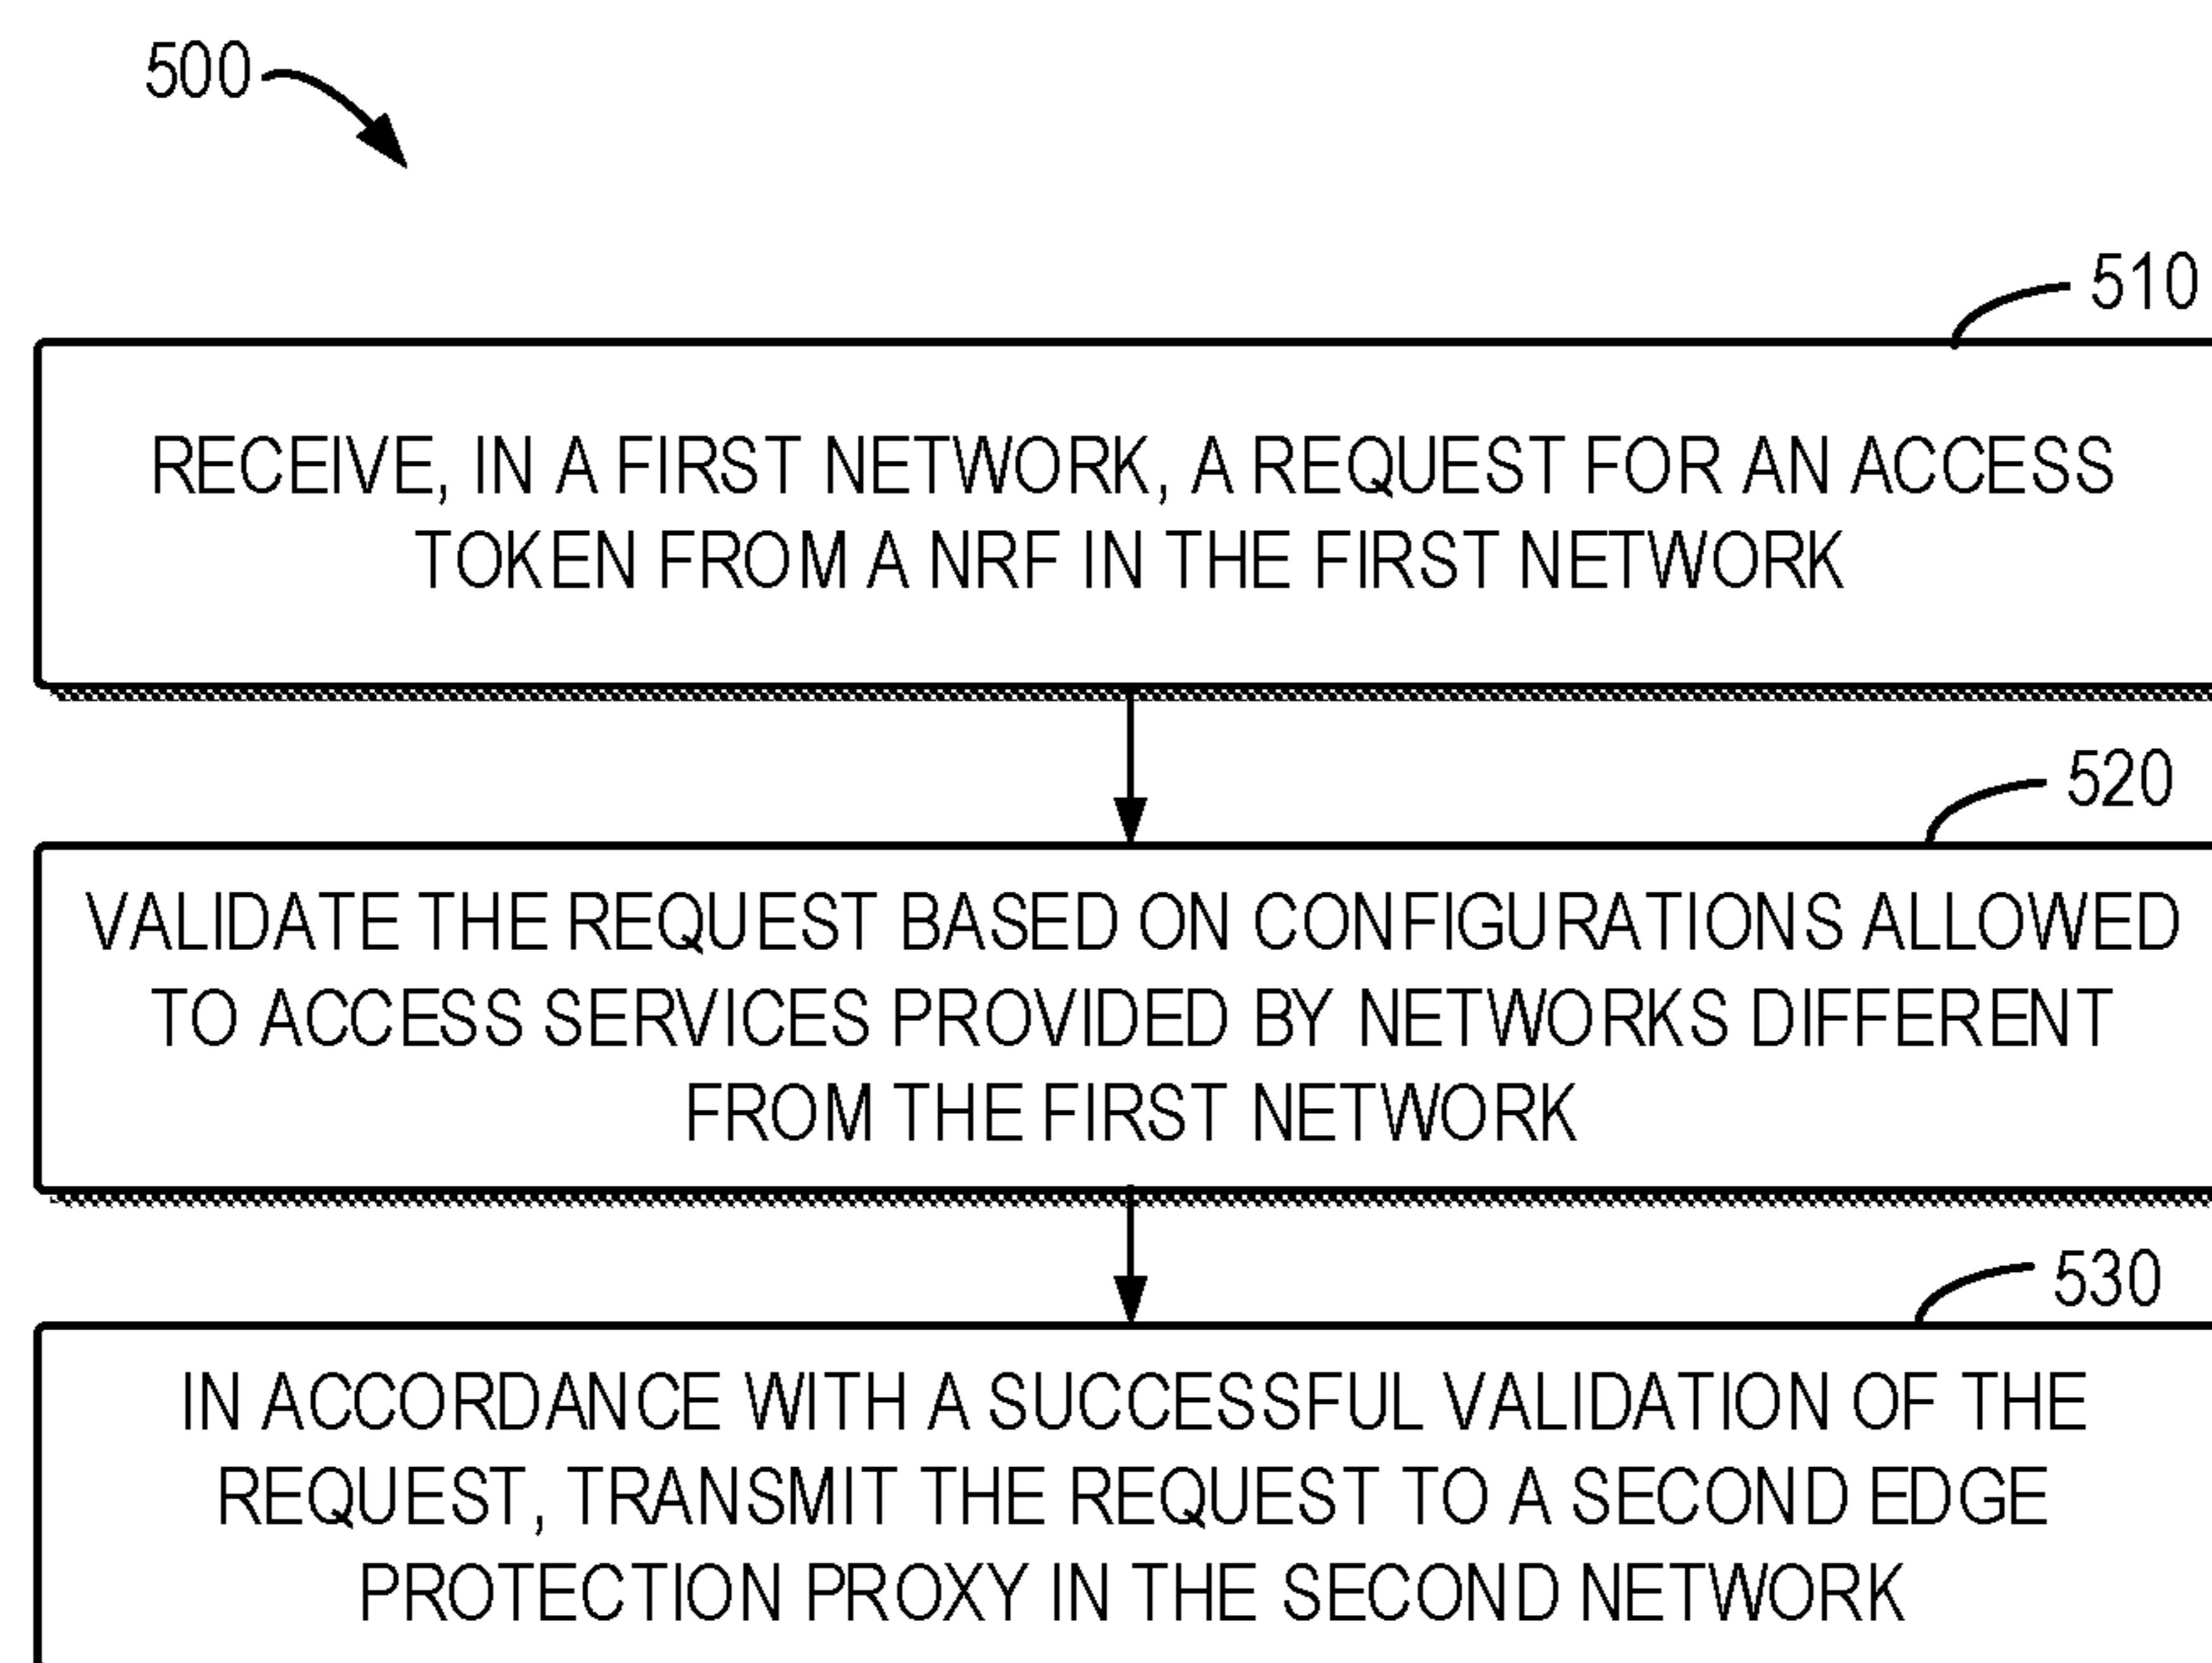 500
510
RECEIVE, IN A FIRST NETWORK, A REQUEST FOR AN ACCESS
TOKEN FROM A NRF IN THE FIRST NETWORK
520
VALIDATE THE REQUEST BASED ON CONFIGURATIONS ALLOWED
TO ACCESS SERVICES PROVIDED BY NETWORKS DIFFERENT
FROM THE FIRST NETWORK
530
IN ACCORDANCE WITH A SUCCESSFUL VALIDATION OF THE
REQUEST, TRANSMIT THE REQUEST TO A SECOND EDGE
PROTECTION PROXY IN THE SECOND NETWORK